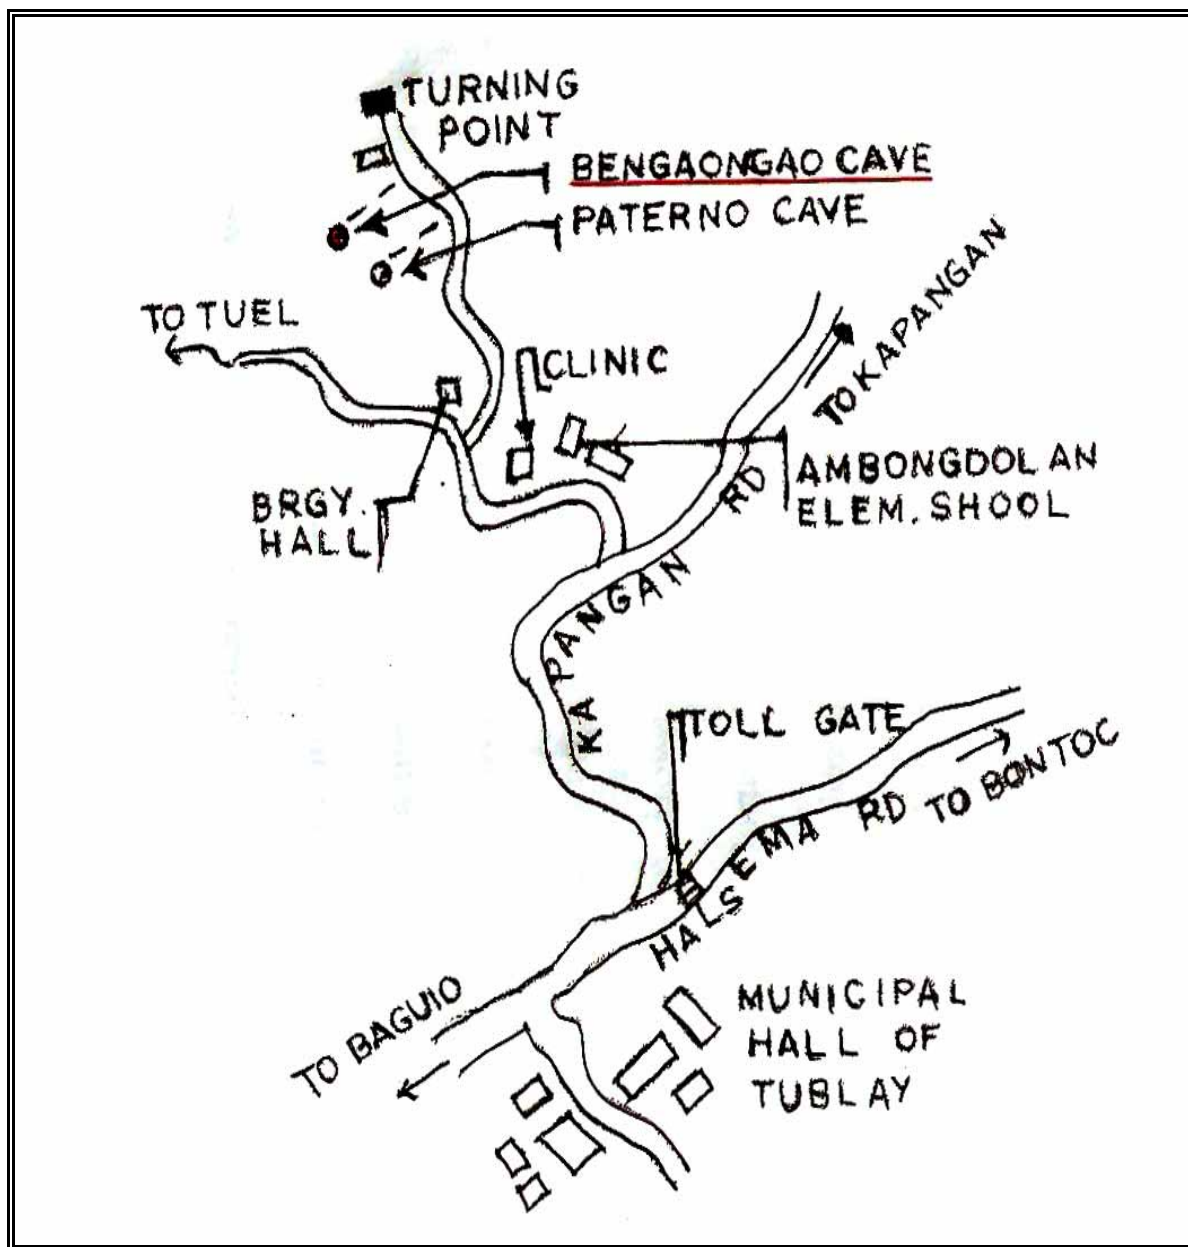 TURNING
POINT
BENGAONGAO CAVE
PATERNO CAVE
TO TUEL
CLINIC
TO KAPANGAN
AMBONGDOLAN
ELEM. SHOOL
BRGY.
HALL
KAPANGAN RD
TOLL GATE
HALSEMA RD
TO BONTOC
TO BAGUIO
MUNICIPAL
HALL OF
TUBLAY